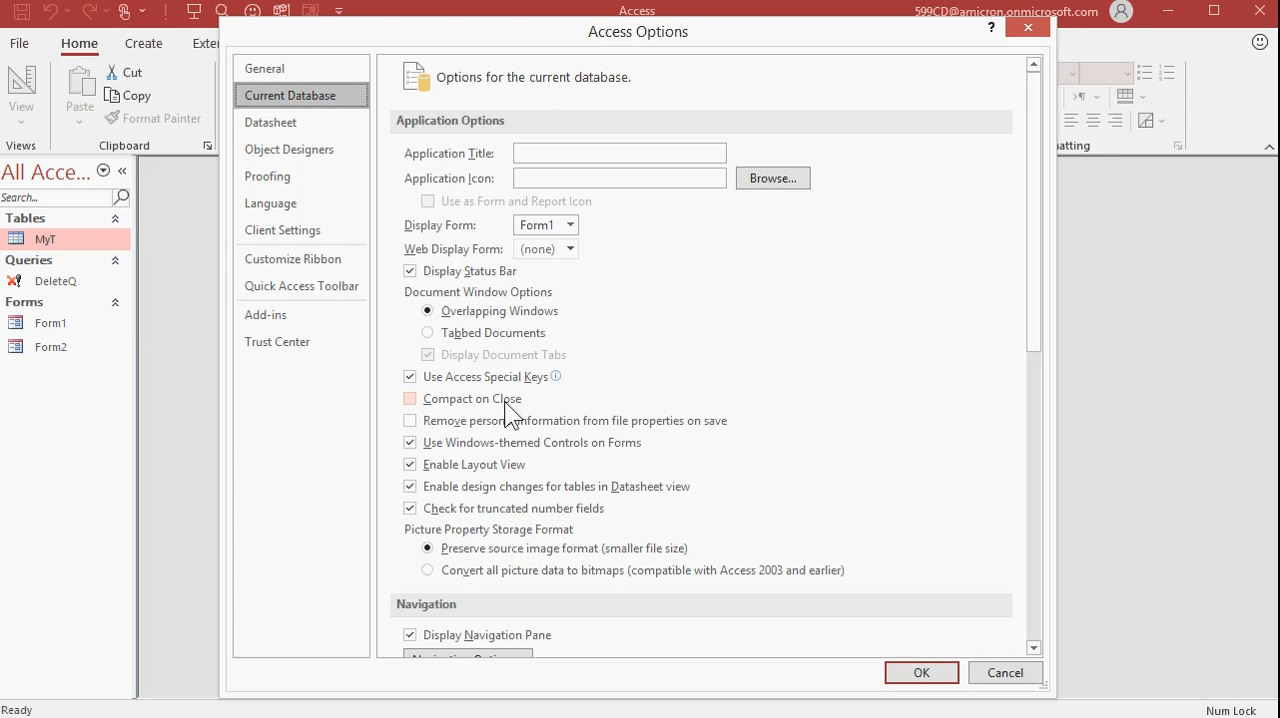 Access
599CD@amicron.onmicrosoft.com
File
Home
Create
Exter
View
Views
Paste
Cut
Copy
Format Painter
Clipboard
All Acce...
Search...
Tables
MyT
Queries
DeleteQ
Forms
Form1
Form2
Access Options
?
General
Current Database
Datasheet
Object Designers
Proofing
Language
Client Settings
Customize Ribbon
Quick Access Toolbar
Add-ins
Trust Center
Options for the current database.
Application Options
Application Title:
Application Icon:
Browse...
Use as Form and Report Icon
Display Form: Form1
Web Display Form: (none)
Display Status Bar
Document Window Options
Overlapping Windows
Tabbed Documents
Display Document Tabs
Use Access Special Keys
Compact on Close
Remove information from file properties on save
Use Windows-themed Controls on Forms
Enable Layout View
Enable design changes for tables in Datasheet view
Check for truncated number fields
Picture Property Storage Format
Preserve source image format (smaller file size)
Convert all picture data to bitmaps (compatible with Access 2003 and earlier)
Navigation
Display Navigation Pane
OK
Cancel
matting
Ready
Num Lock